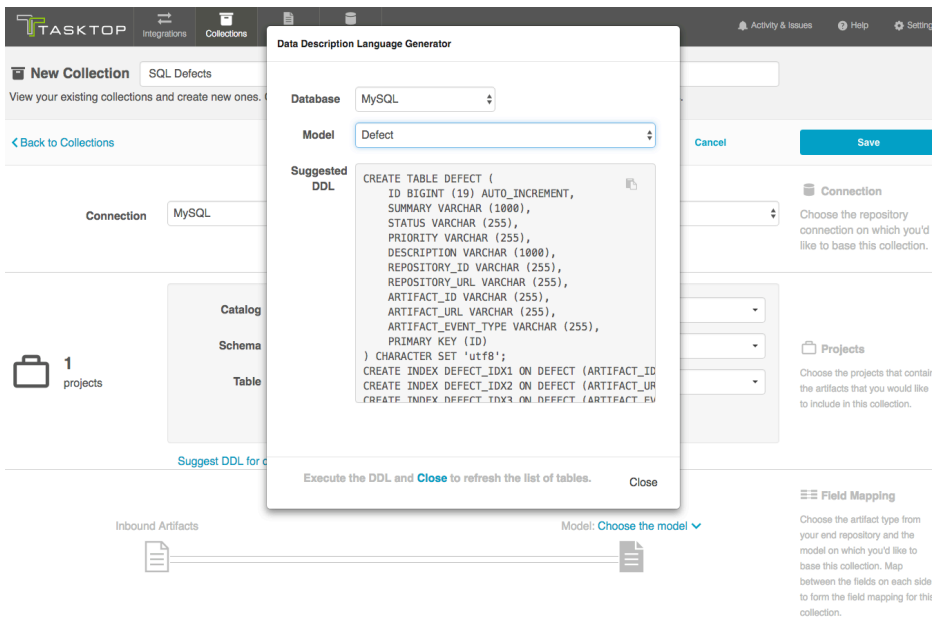 TASKTOP
Integrations
Collections
Activity & Issues
Help
New Collection
SQL Defects
View your existing collections and create new ones.
Back to Collections
Cancel
Save
Data Description Language Generator
Database
MySQL
Model
Defect
Suggested
DDL
CREATE TABLE DEFECT (
ID BIGINT (19) AUTO_INCREMENT,
SUMMARY VARCHAR (1000),
STATUS VARCHAR (255),
PRIORITY VARCHAR (255),
DESCRIPTION VARCHAR (1000),
REPOSITORY_ID VARCHAR (255),
REPOSITORY_URL VARCHAR (255),
ARTIFACT_ID VARCHAR (255),
ARTIFACT_URL VARCHAR (255),
ARTIFACT_EVENT_TYPE VARCHAR (255),
PRIMARY KEY (ID)
) CHARACTER SET 'utf8';
CREATE INDEX DEFECT_IDX1 ON DEFECT (ARTIFACT_ID
CREATE INDEX DEFECT_IDX2 ON DEFECT (ARTIFACT_UR
CREATE INDEX DEFECT_IDX3 ON DEFECT (ARTIFACT_EV
Execute the DDL and Close to refresh the list of tables.
Close
Connection
MySQL
Connection
Choose the repository
connection on which you'd
like to base this collection.
1
projects
Catalog
Schema
Table
Suggest DDL for
Projects
Choose the projects that contain
the artifacts that you would like
to include in this collection.
Inbound Artifacts
Model: Choose the model
Field Mapping
Choose the artifact type from
your end repository and the
model on which you'd like to
base this collection. Map
between the fields on each side
to form the field mapping for this
collection.